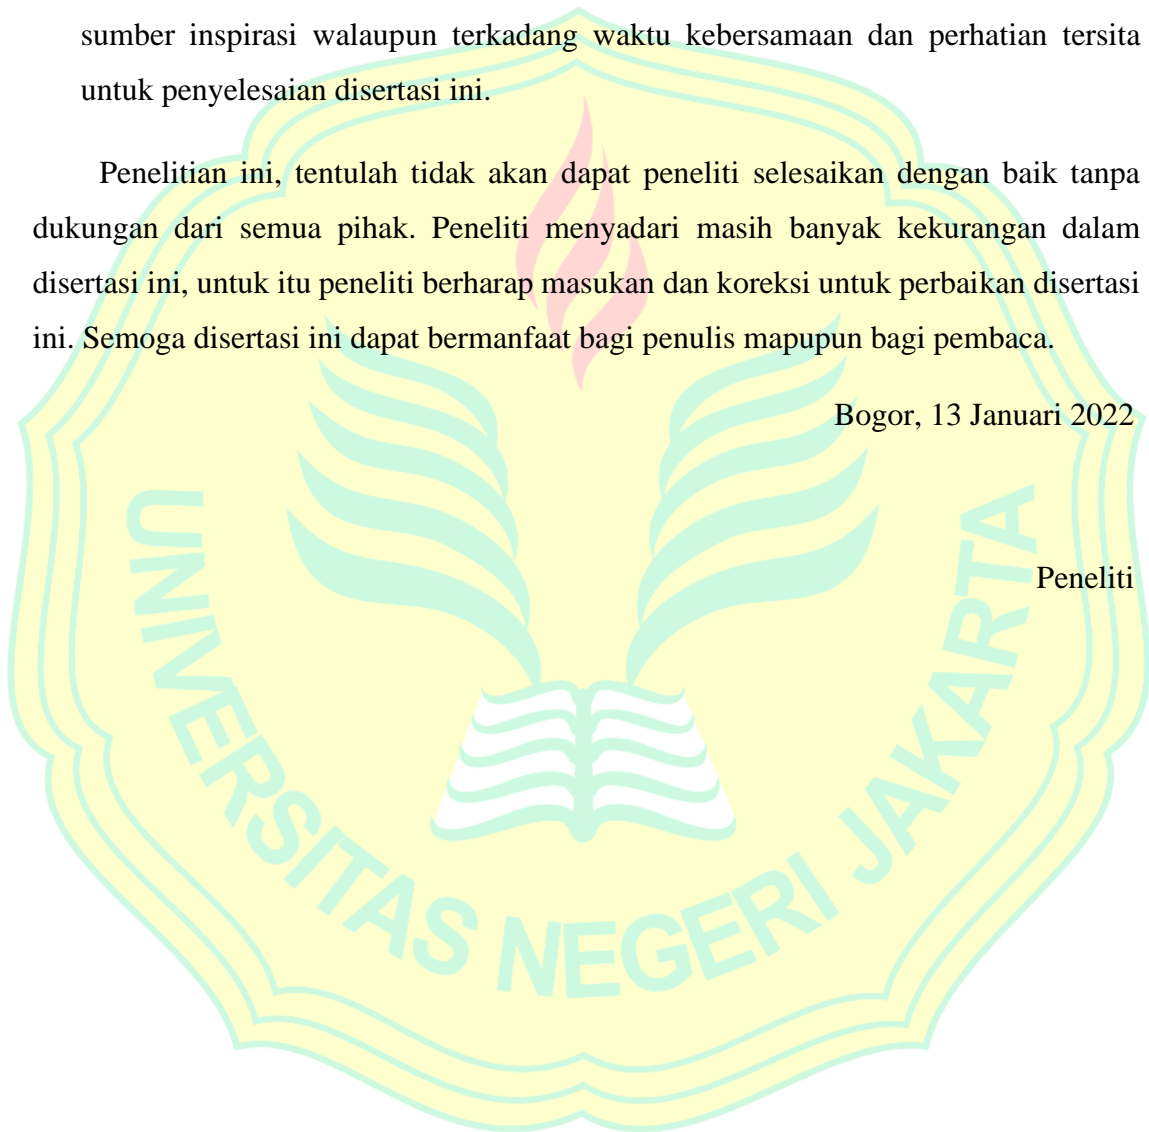 sumber inspirasi walaupun terkadang waktu kebersamaan dan perhatian tersita
untuk penyelesaian disertasi ini.
Penelitian ini, tentulah tidak akan dapat peneliti selesaikan dengan baik tanpa
dukungan dari semua pihak. Peneliti menyadari masih banyak kekurangan dalam
disertasi ini, untuk itu peneliti berharap masukan dan koreksi untuk perbaikan disertasi
ini. Semoga disertasi ini dapat bermanfaat bagi penulis mapupun bagi pembaca.
Bogor, 13 Januari 2022
Peneliti
UNIVERSITAS NEGERI JAKARTA